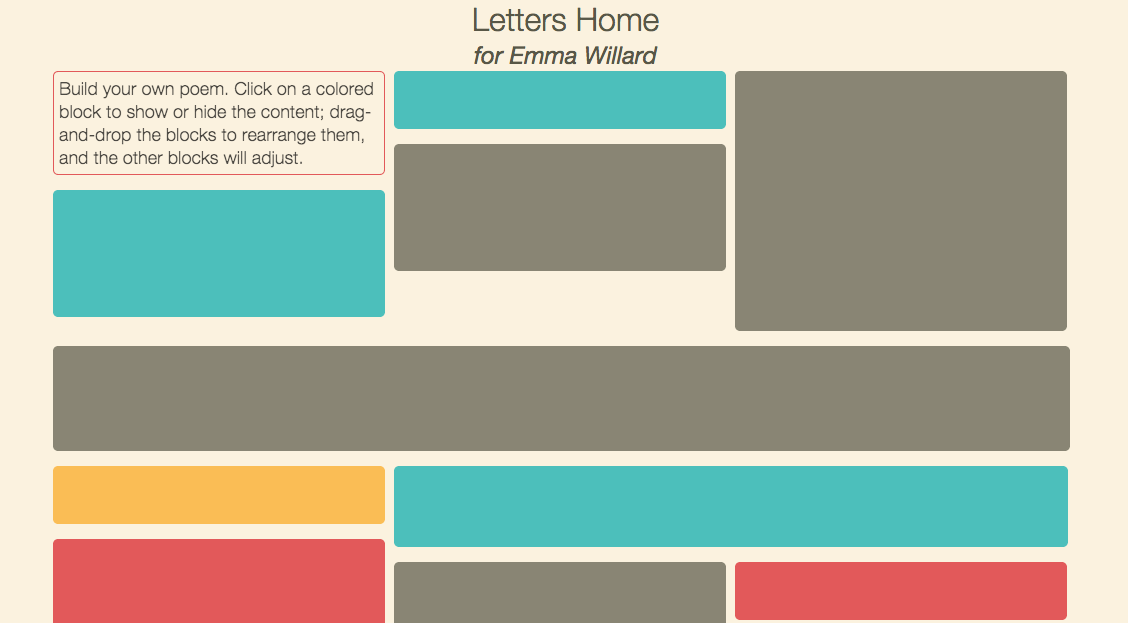 Letters Home
for Emma Willard
Build your own poem. Click on a colored
block to show or hide the content; drag-
and-drop the blocks to rearrange them,
and the other blocks will adjust.